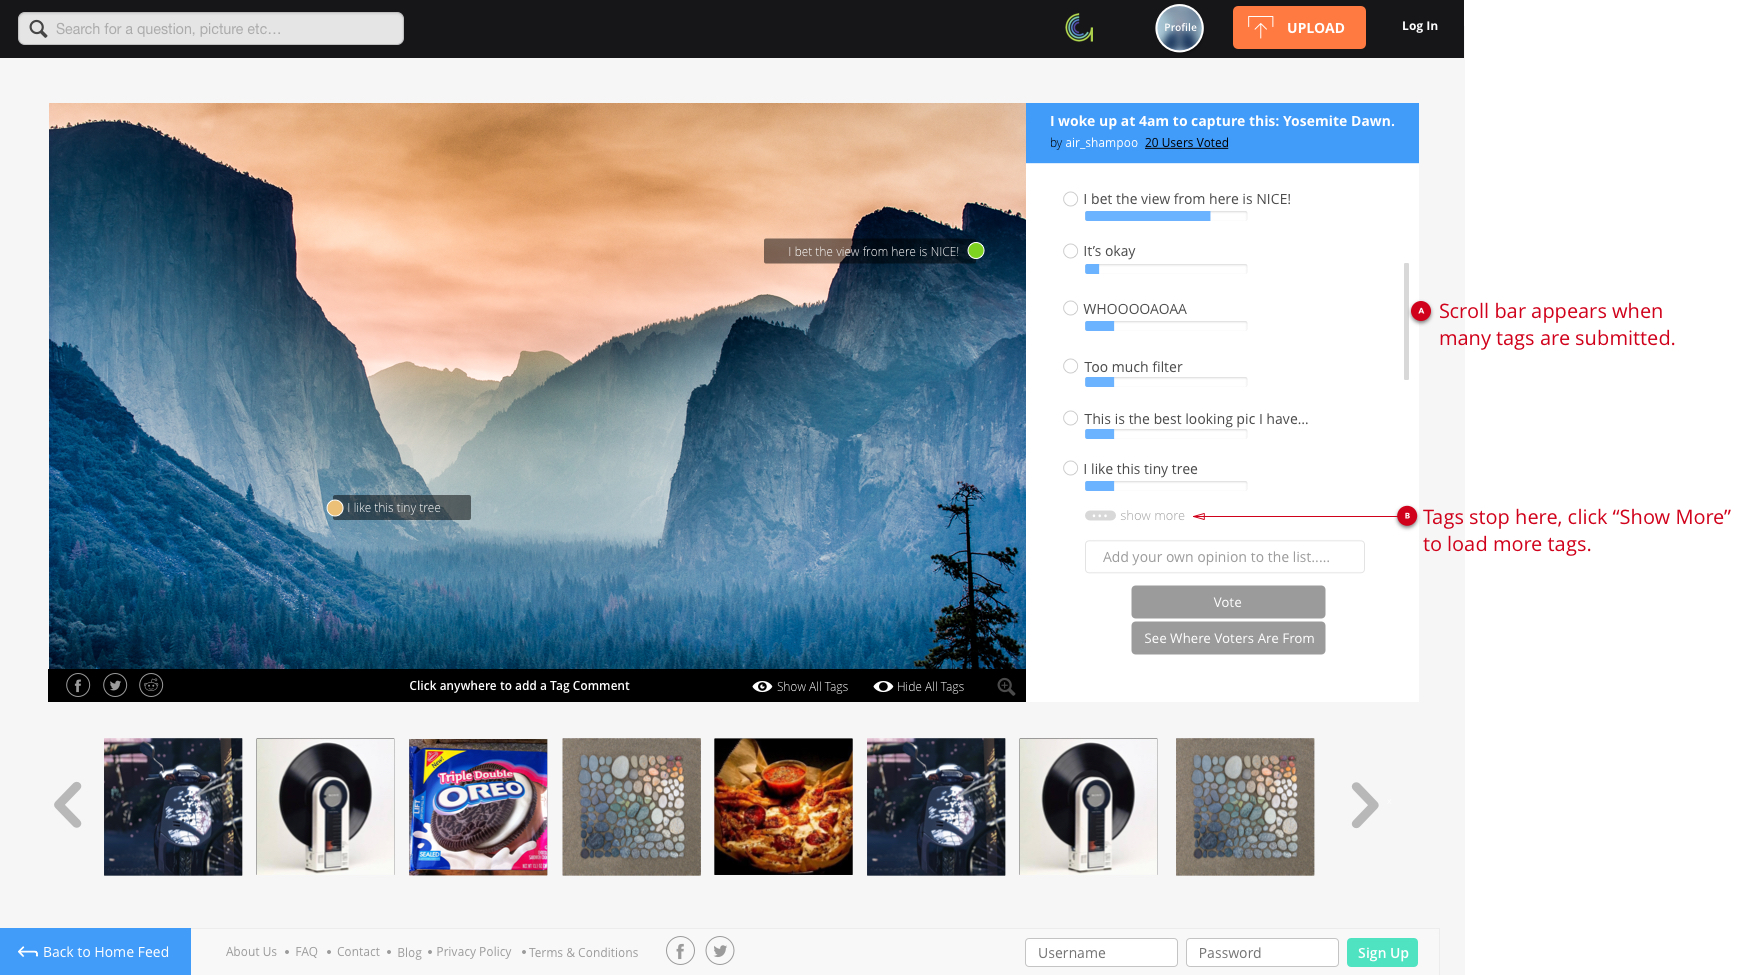 Search for a question, picture etc...
Profile
UPLOAD
Log In
I woke up at 4am to capture this: Yosemite Dawn.
by air_shampoo 20 Users Voted
I bet the view from here is NICE!
It's okay
WHOOOOAOAA
Too much filter
This is the best looking pic I have...
I like this tiny tree
show more
Add your own opinion to the list.....
Vote
See Where Voters Are From
I bet the view from here is NICE!
I like this tiny tree
Click anywhere to add a Tag Comment
Show All Tags
Hide All Tags
A
Scroll bar appears when
many tags are submitted.
B
Tags stop here, click “Show More”
to load more tags.
New!
Triple Double
OREO
SEALED
Back to Home Feed
About Us • FAQ • Contact • Blog • Privacy Policy • Terms & Conditions
Username
Password
Sign Up